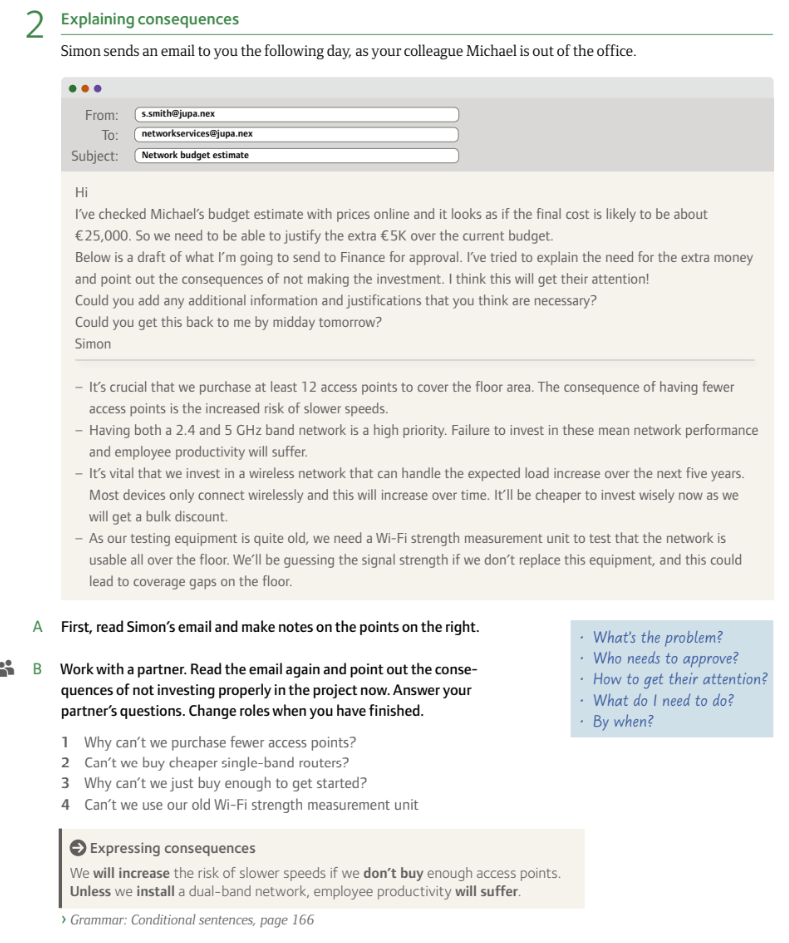 2 Explaining consequences
Simon sends an email to you the following day, as your colleague Michael is out of the office.
From: s.smith@jupa.nex
To: networkservices@jupa.nex
Subject: Network budget estimate
Hi
I've checked Michael's budget estimate with prices online and it looks as if the final cost is likely to be about
€25,000. So we need to be able to justify the extra €5K over the current budget.
Below is a draft of what I'm going to send to Finance for approval. I've tried to explain the need for the extra money
and point out the consequences of not making the investment. I think this will get their attention!
Could you add any additional information and justifications that you think are necessary?
Could you get this back to me by midday tomorrow?
Simon
– It's crucial that we purchase at least 12 access points to cover the floor area. The consequence of having fewer
access points is the increased risk of slower speeds.
– Having both a 2.4 and 5 GHz band network is a high priority. Failure to invest in these mean network performance
and employee productivity will suffer.
– It's vital that we invest in a wireless network that can handle the expected load increase over the next five years.
Most devices only connect wirelessly and this will increase over time. It'll be cheaper to invest wisely now as we
will get a bulk discount.
– As our testing equipment is quite old, we need a Wi-Fi strength measurement unit to test that the network is
usable all over the floor. We'll be guessing the signal strength if we don't replace this equipment, and this could
lead to coverage gaps on the floor.
A First, read Simon's email and make notes on the points on the right.
· What's the problem?
· Who needs to approve?
· How to get their attention?
· What do I need to do?
· By when?
B Work with a partner. Read the email again and point out the conse-
quences of not investing properly in the project now. Answer your
partner's questions. Change roles when you have finished.
1 Why can't we purchase fewer access points?
2 Can't we buy cheaper single-band routers?
3 Why can't we just buy enough to get started?
4 Can't we use our old Wi-Fi strength measurement unit
Expressing consequences
We will increase the risk of slower speeds if we don't buy enough access points.
Unless we install a dual-band network, employee productivity will suffer.
› Grammar: Conditional sentences, page 166